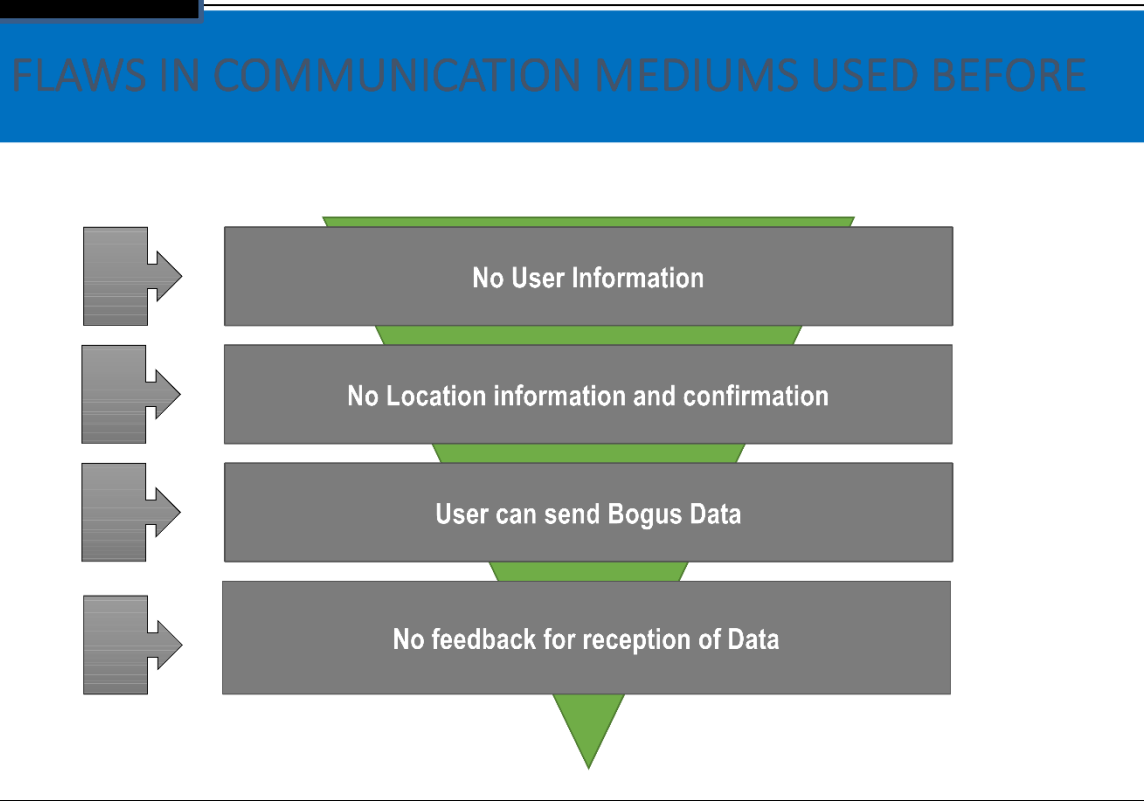 FLAWS IN COMMUNICATION MEDIUMS USED BEFORE
No User Information
No Location information and confirmation
User can send Bogus Data
No feedback for reception of Data